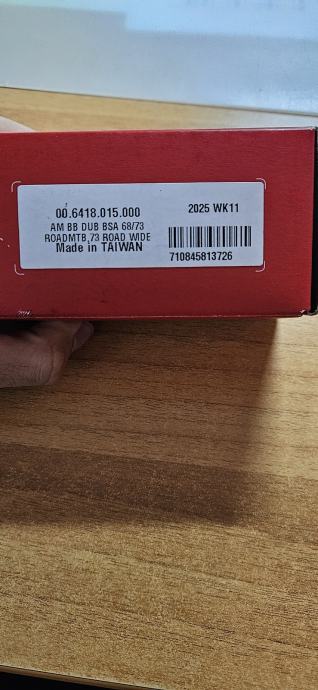 00.6418.015.000
2025 WK11
AM BB DUB BSA 68/73
ROADMTB,73 ROAD WIDE
Made in TAIWAN
710845813726